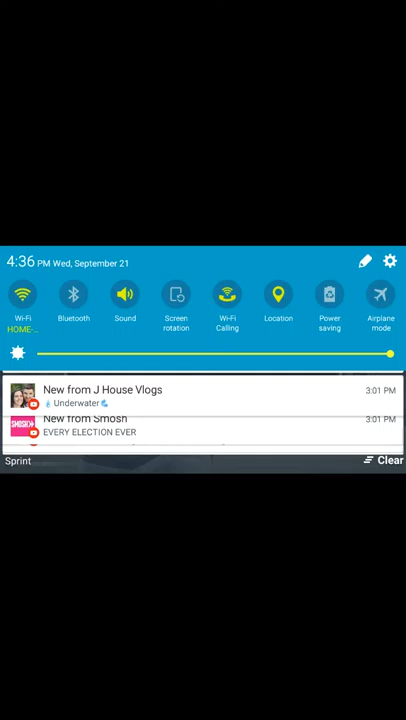 4:36 PM Wed, September 21
Wi-Fi
HOME-...
Bluetooth
Sound
Screen
rotation
Wi-Fi
Calling
Location
Power
saving
Airplane
mode
New from J House Vlogs 3:01 PM
💧 Underwater 🌊
New from Smosh 3:01 PM
EVERY ELECTION EVER
SMOSH
Sprint
Clear